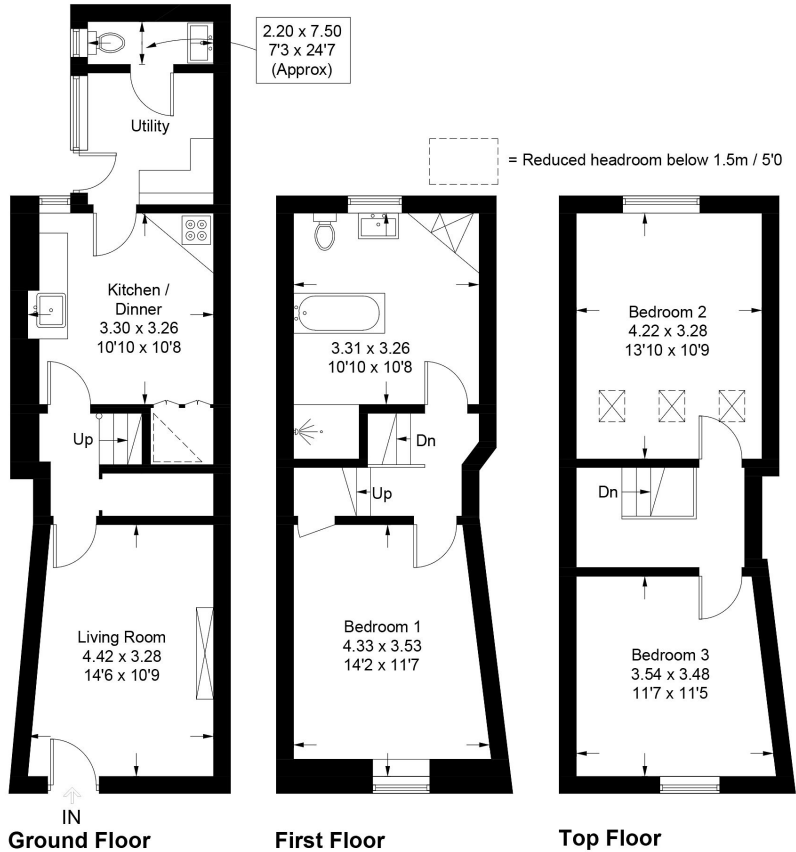 2.20 x 7.50
7'3 x 24'7
(Approx)
Utility
= Reduced headroom below 1.5m / 5'0
Kitchen /
Dinner
3.30 x 3.26
10'10 x 10'8
Up
Living Room
4.42 x 3.28
14'6 x 10'9
IN
Ground Floor
3.31 x 3.26
10'10 x 10'8
Dn
Up
Bedroom 1
4.33 x 3.53
14'2 x 11'7
First Floor
Bedroom 2
4.22 x 3.28
13'10 x 10'9
Dn
Bedroom 3
3.54 x 3.48
11'7 x 11'5
Top Floor